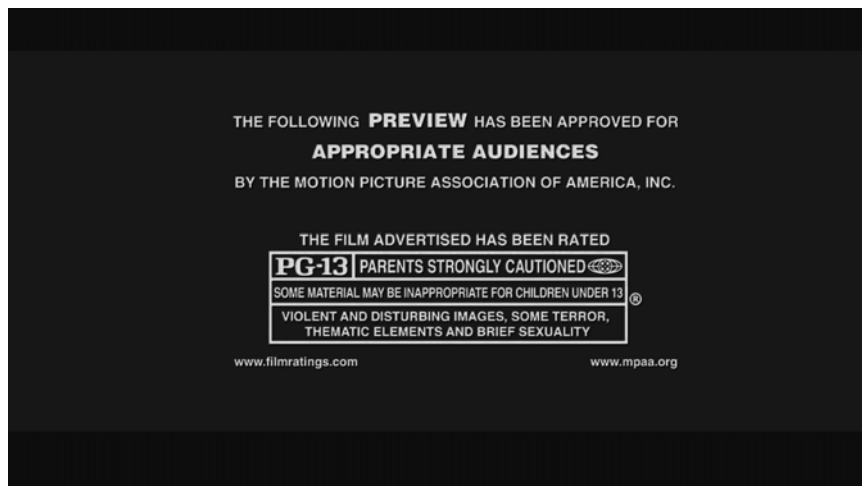 THE FOLLOWING PREVIEW HAS BEEN APPROVED FOR
APPROPRIATE AUDIENCES
BY THE MOTION PICTURE ASSOCIATION OF AMERICA, INC.
THE FILM ADVERTISED HAS BEEN RATED
PG-13 PARENTS STRONGLY CAUTIONED
SOME MATERIAL MAY BE INAPPROPRIATE FOR CHILDREN UNDER 13 ®
VIOLENT AND DISTURBING IMAGES, SOME TERROR,
THEMATIC ELEMENTS AND BRIEF SEXUALITY
www.filmratings.com www.mpaa.org